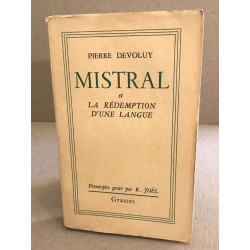 PIERRE DEVOLUY
MISTRAL
et
LA RÉDEMPTION
D'UNE LANGUE
Frontispice gravé par R. JOËL
Grasset